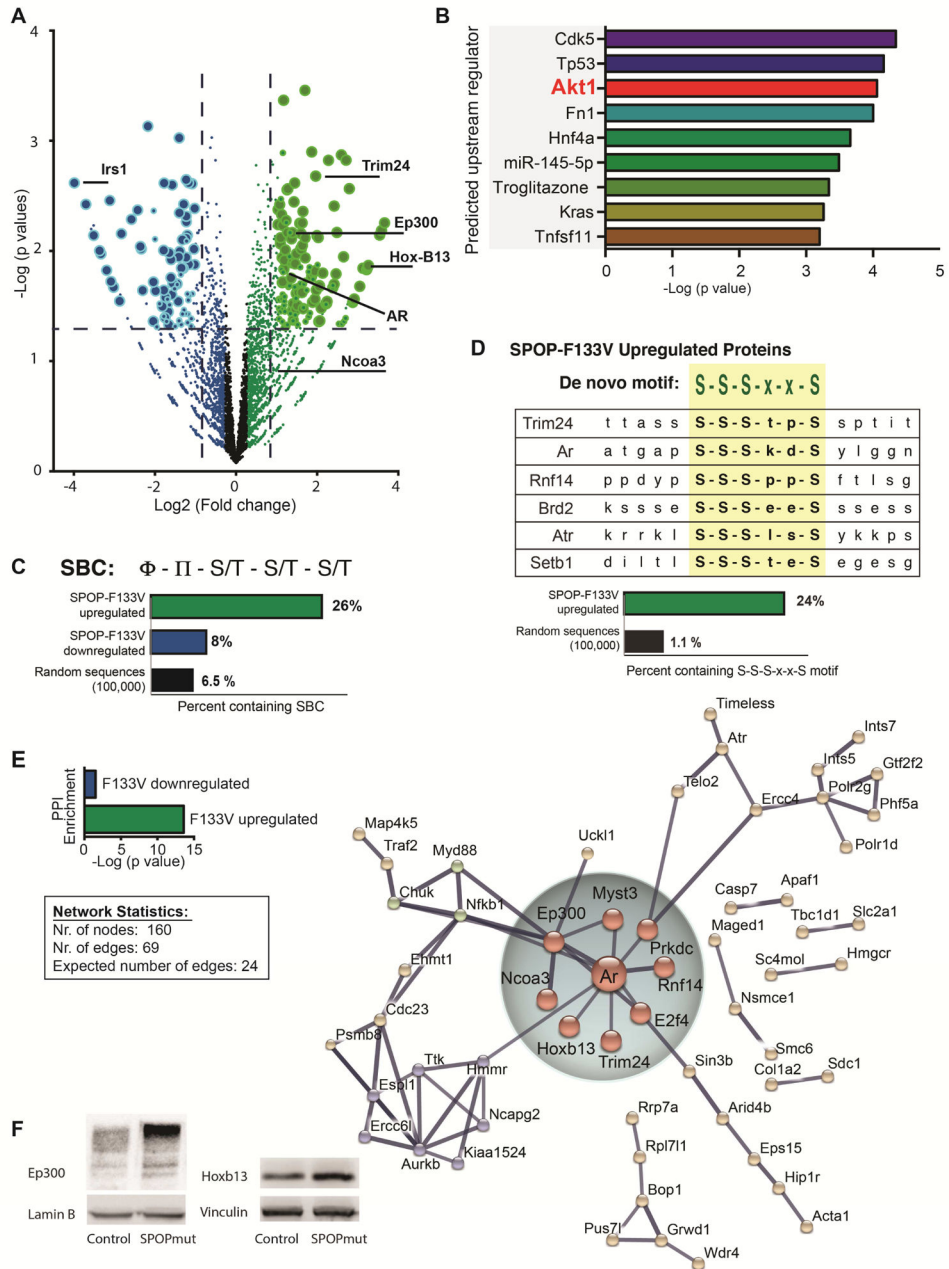 A
4
3
2
1
0
-4
-2
0
2
4
-Log (p values)
Log2 (Fold change)
Irs1
Trim24
Ep300
Hox-B13
AR
Ncoa3
B
Predicted upstream regulator
Cdk5
Tp53
Akt1
Fn1
Hnf4a
miR-145-5p
Troglitazone
Kras
Tnfsf11
0 1 2 3 4 5
-Log (p value)
C SBC: Φ - Π - S/T - S/T - S/T
SPOP-F133V
upregulated
26%
SPOP-F133V
downregulated
8%
Random sequences
(100,000)
6.5 %
Percent containing SBC
D SPOP-F133V Upregulated Proteins
De novo motif: S-S-S-x-x-S
Trim24 t t a s s S-S-S-t-p-S s p t i t
Ar a t g a p S-S-S-k-d-S y l g g n
Rnf14 p p d y p S-S-S-p-p-S f t l s g
Brd2 k s s s e S-S-S-e-e-S s s e s s
Atr k r r k l S-S-S-l-s-S y k k p s
Setb1 d i l t l S-S-S-t-e-S e g e s g
SPOP-F133V
upregulated
24%
Random sequences
(100,000)
1.1 %
Percent containing S-S-S-x-x-S motif
E
PPI
Enrichment
F133V downregulated
F133V upregulated
0 5 10 15
-Log (p value)
Network Statistics:
Nr. of nodes: 160
Nr. of edges: 69
Expected number of edges: 24
Timeless
Atr
Telo2
Ints7
Ints5
Gtf2f2
Polr2g
Ercc4
Phf5a
Polr1d
Map4k5
Traf2
Myd88
Uckl1
Chuk
Nfkb1
Ep300
Myst3
Prkdc
Ar
Rnf14
Ncoa3
E2f4
Hoxb13
Trim24
Casp7
Apaf1
Tbc1d1
Slc2a1
Maged1
Sc4mol
Hmgcr
Nsmce1
Smc6
Col1a2
Sdc1
Ehmt1
Cdc23
Psmb8
Ttk
Hmmr
Espl1
Ncapg2
Ercc6l
Aurkb
Kiaa1524
Sin3b
Arid4b
Eps15
Hip1r
Acta1
Rrp7a
Rpl7l1
Bop1
Pus7l
Grwd1
Wdr4
F
Ep300
Lamin B
Control SPOPmut
Hoxb13
Vinculin
Control SPOPmut